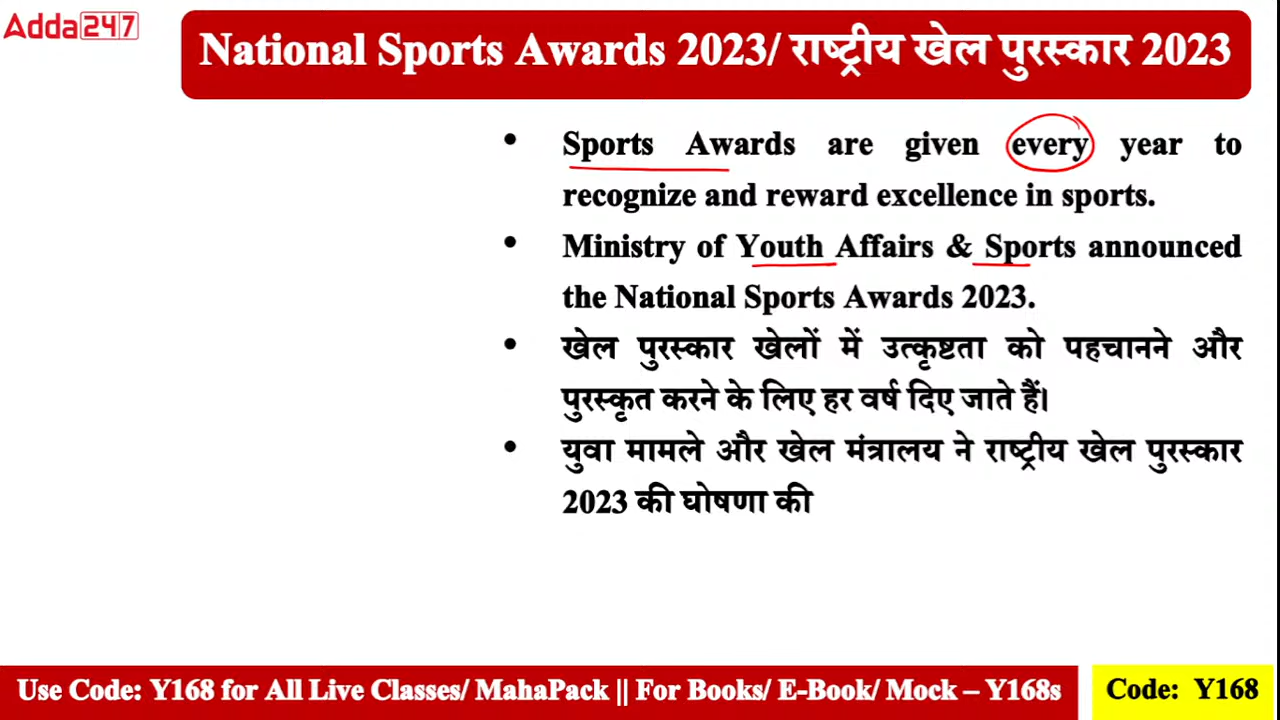 Adda247
National Sports Awards 2023/ राष्ट्रीय खेल पुरस्कार 2023
• Sports Awards are given every year to
recognize and reward excellence in sports.
• Ministry of Youth Affairs & Sports announced
the National Sports Awards 2023.
• खेल पुरस्कार खेलों में उत्कृष्टता को पहचानने और
पुरस्कृत करने के लिए हर वर्ष दिए जाते हैं।
• युवा मामले और खेल मंत्रालय ने राष्ट्रीय खेल पुरस्कार
2023 की घोषणा की
Use Code: Y168 for All Live Classes/ MahaPack || For Books/ E-Book/ Mock – Y168s
Code: Y168